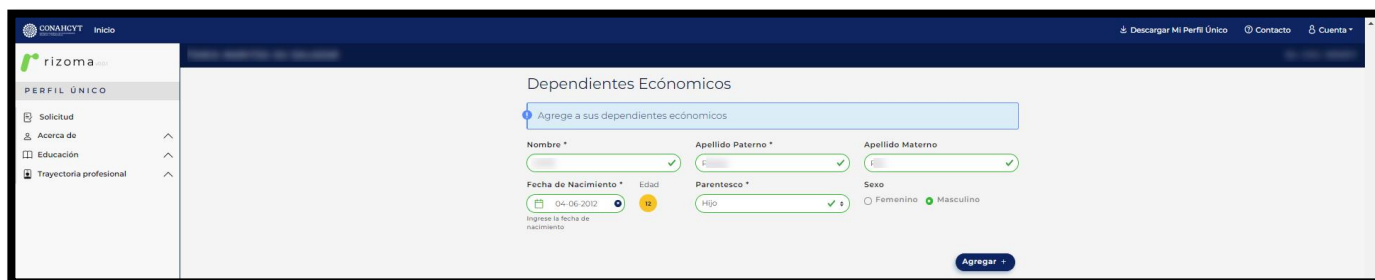 CONAHCYT Inicio Descargar Mi Perfil Único Contacto Cuenta
rizoma
PERFIL ÚNICO
Solicitud
Acerca de
Educación
Trayectoria profesional
Dependientes Ecónomicos
Agrege a sus dependientes ecónomicos
Nombre * Apellido Paterno * Apellido Materno
Fecha de Nacimiento * Edad Parentesco * Sexo
04-06-2012 12 Hijo Femenino Masculino
Ingrese la fecha de
nacimiento
Agregar +